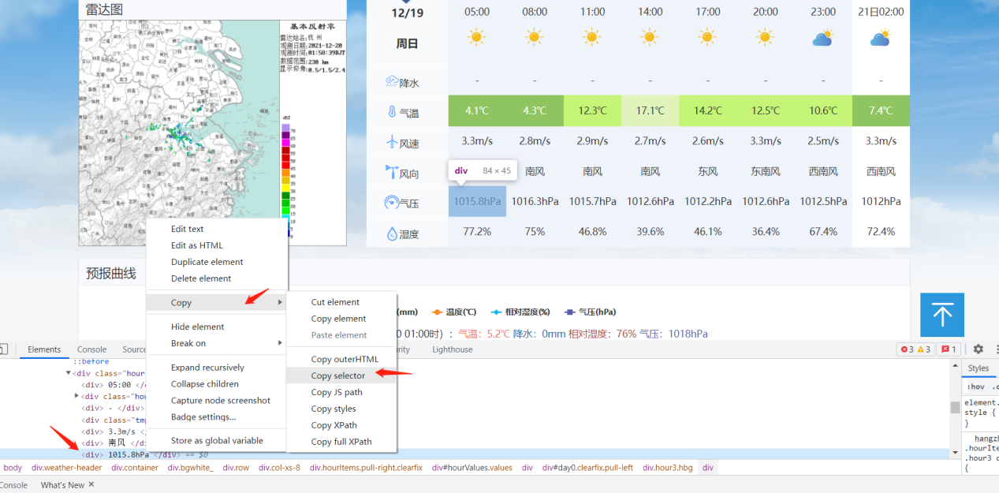 雷达图
基本反射率
雷达站名:杭 州
观测日期:2021-12-20
观测时间:01:58:39BJT
数据范围:230 km
显示仰角:0.5/1.5/2.4
dBZ
70
65
60
55
50
45
40
35
30
25
20
15
10
5
0
12/19
周日
05:00 08:00 11:00 14:00 17:00 20:00 23:00 21日02:00
降水 - - - - - - - -
气温 4.1℃ 4.3℃ 12.3℃ 17.1℃ 14.2℃ 12.5℃ 10.6℃ 7.4℃
风速 3.3m/s 2.8m/s 2.9m/s 2.7m/s 2.6m/s 3.3m/s 2.5m/s 3.3m/s
div 84 × 45
风向 南风 南风 南风 东风 东南风 西南风 西南风
气压 1015.8hPa 1016.3hPa 1015.7hPa 1012.6hPa 1012.2hPa 1012.6hPa 1012.5hPa 1012hPa
湿度 77.2% 75% 46.8% 39.6% 46.1% 36.4% 67.4% 72.4%
预报曲线
(mm) 温度(℃) 相对湿度(%) 气压(hPa)
0 01:00时) : 气温: 5.2℃ 降水: 0mm 相对湿度: 76% 气压: 1018hPa
Edit text
Edit as HTML
Duplicate element
Delete element
Copy
Hide element
Break on
Expand recursively
Collapse children
Capture node screenshot
Badge settings...
Store as global variable
Cut element
Copy element
Paste element
Copy outerHTML
Copy selector
Copy JS path
Copy styles
Copy XPath
Copy full XPath
Elements Console Source rity Lighthouse
3 3 1
::before
<div class="hour
<div> 05:00 </
<div class="hou
<div> - </div>
<div class="tmp
<div> 3.3m/s <
<div> 南风 </di
<div> 1015.8hPa </div> == $0
Styles
:hov .c
element.
style {
}
hangzh
.hourIte
.hour3 c
{
body div.weather-header div.container div.bgwhite_ div.row div.col-xs-8 div.hourItems.pull-right.clearfix div#hourValues.values div div#day0.clearfix.pull-left div.hour3.hbg div
Console What's New ×